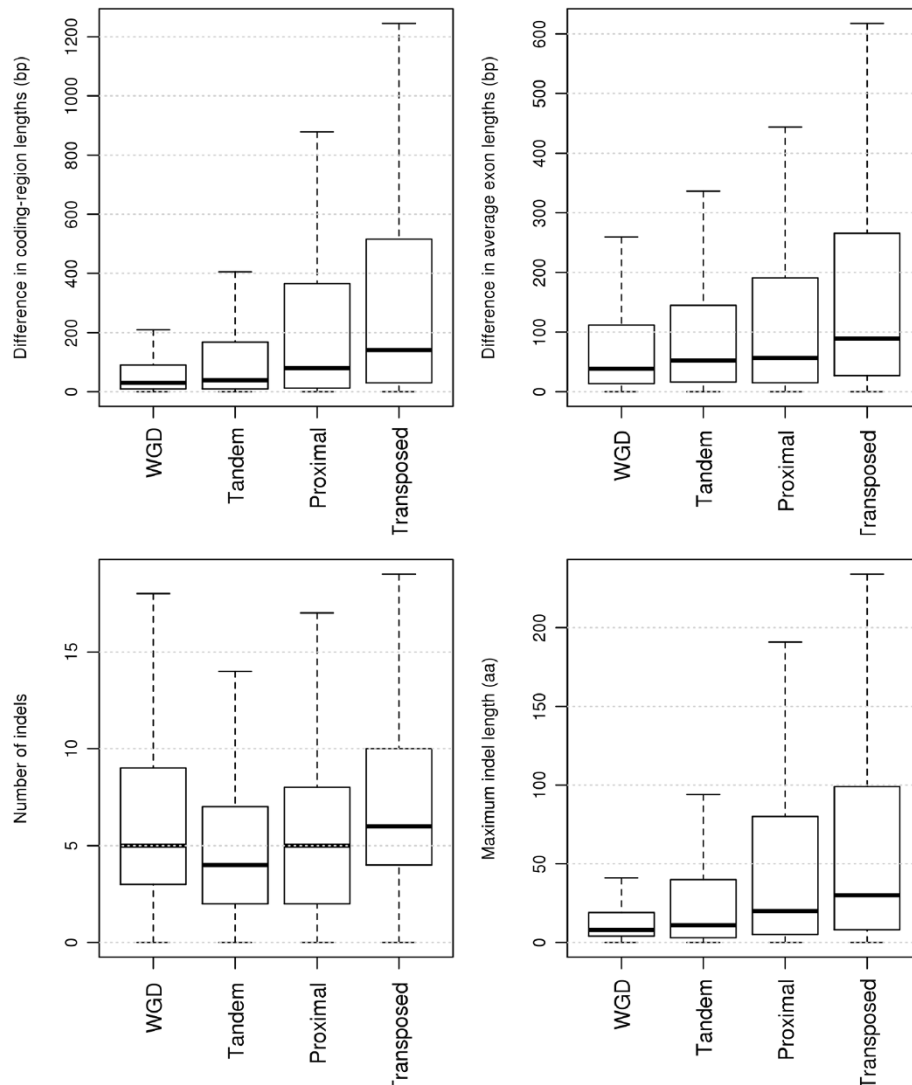 Difference in coding-region lengths (bp)
0
200
400
600
800
1000
1200
WGD
Tandem
Proximal
Transposed
Difference in average exon lengths (bp)
0
100
200
300
400
500
600
WGD
Tandem
Proximal
Transposed
Number of indels
0
5
10
15
WGD
Tandem
Proximal
Transposed
Maximum indel length (aa)
0
50
100
150
200
WGD
Tandem
Proximal
Transposed